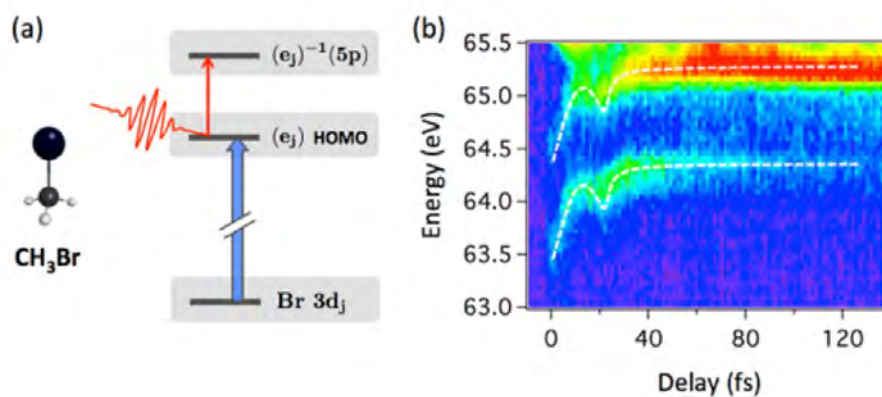 (a)
(e_j)⁻¹(5p)
(e_j) HOMO
CH₃Br
Br 3d_j
(b)
Energy (eV)
65.5
65.0
64.5
64.0
63.5
63.0
0 40 80 120
Delay (fs)